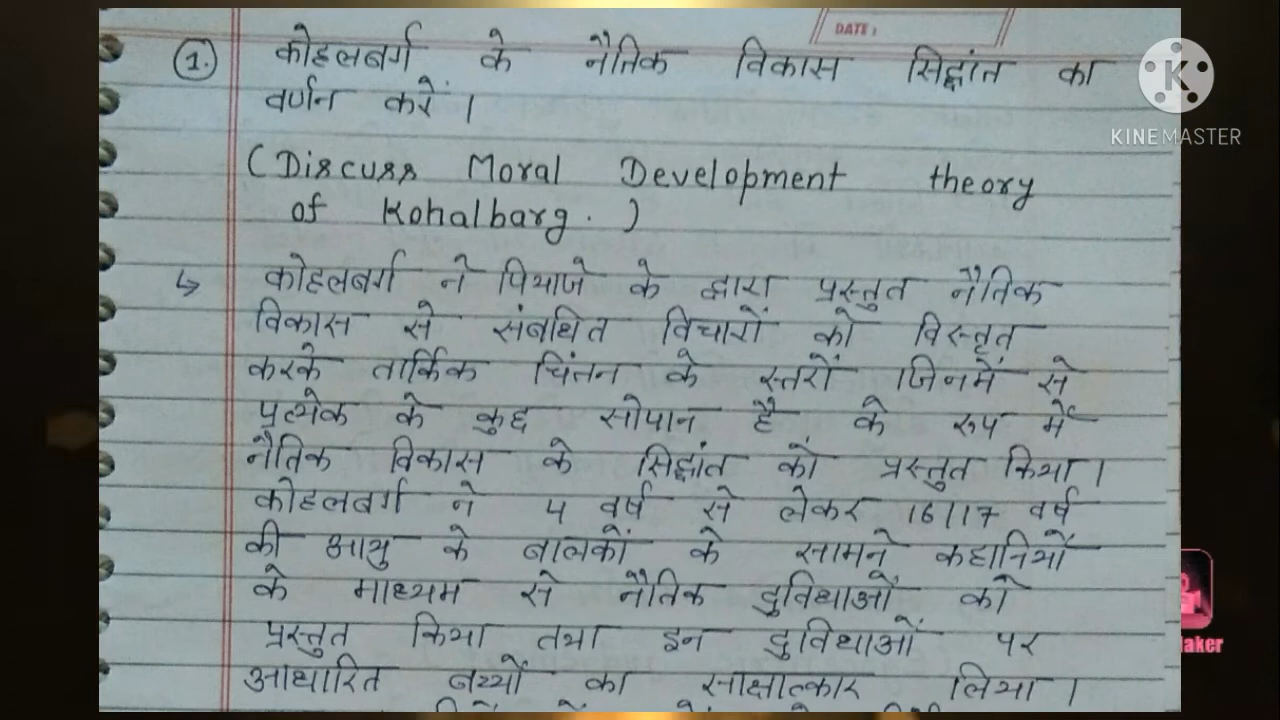 DATE :
1. कोहलबर्ग के नैतिक विकास सिद्धांत का
वर्णन करें ।
(Discuss Moral Development theory
of Kohalbarg. )
↳ कोहलबर्ग ने पियाजे के द्वारा प्रस्तुत नैतिक
विकास से संबधित विचारों को विस्तृत
करके तार्किक चिंतन के स्तरों जिनमें से
प्रत्येक के कुछ सोपान है के रूप में
नैतिक विकास के सिद्धांत को प्रस्तुत किया ।
कोहलबर्ग ने 4 वर्ष से लेकर 16/17 वर्ष
की आयु के बालकों के सामने कहानियों
के माध्यम से नैतिक दुविधाओं को
प्रस्तुत किया तथा इन दुविधाओं पर
आधारित बच्चों का साक्षात्कार लिया ।
K
KINEMASTER
aker